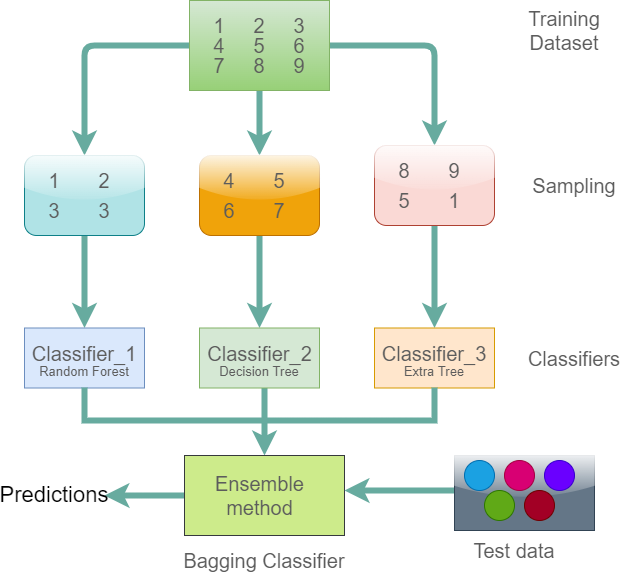 1 2 3
4 5 6
7 8 9
Training
Dataset
1 2
3 3
4 5
6 7
8 9
5 1
Sampling
Classifier_1
Random Forest
Classifier_2
Decision Tree
Classifier_3
Extra Tree
Classifiers
Predictions
Ensemble
method
Bagging Classifier
Test data